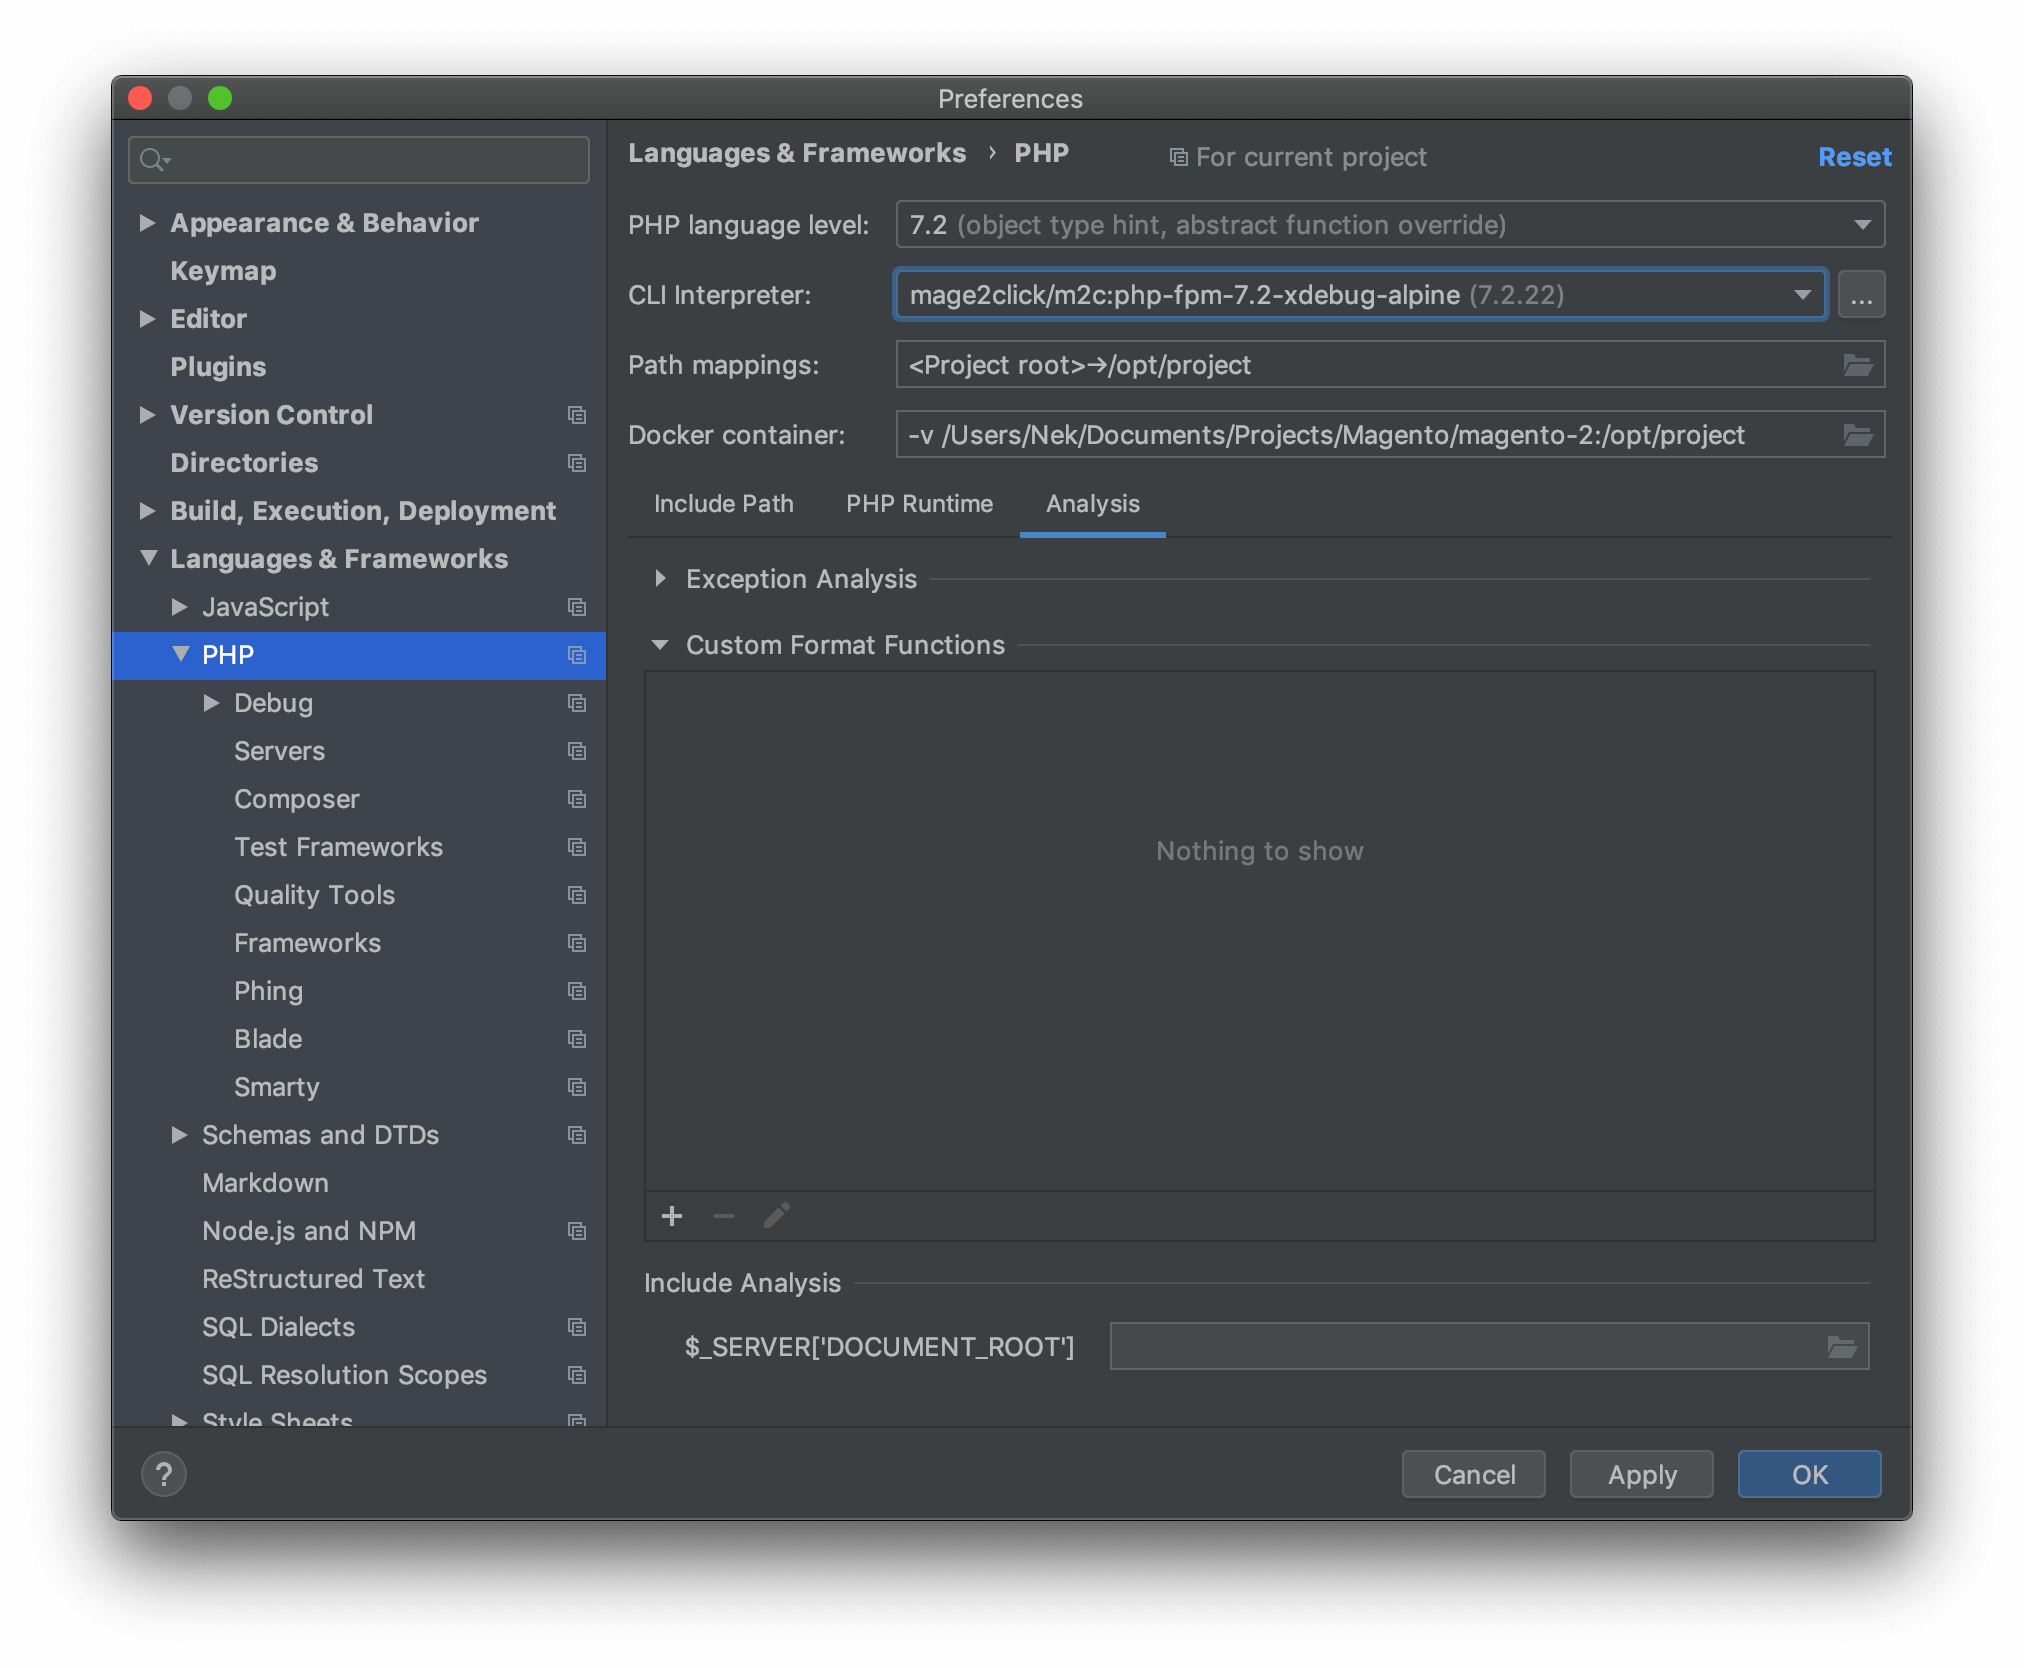 Preferences
Appearance & Behavior
Keymap
Editor
Plugins
Version Control
Directories
Build, Execution, Deployment
Languages & Frameworks
JavaScript
PHP
Debug
Servers
Composer
Test Frameworks
Quality Tools
Frameworks
Phing
Blade
Smarty
Schemas and DTDs
Markdown
Node.js and NPM
ReStructured Text
SQL Dialects
SQL Resolution Scopes
Style Sheets
Languages & Frameworks › PHP For current project Reset
PHP language level: 7.2 (object type hint, abstract function override)
CLI Interpreter: mage2click/m2c:php-fpm-7.2-xdebug-alpine (7.2.22) ...
Path mappings: <Project root>→/opt/project
Docker container: -v /Users/Nek/Documents/Projects/Magento/magento-2:/opt/project
Include Path PHP Runtime Analysis
Exception Analysis
Custom Format Functions
Nothing to show
Include Analysis
$_SERVER['DOCUMENT_ROOT']
? Cancel Apply OK